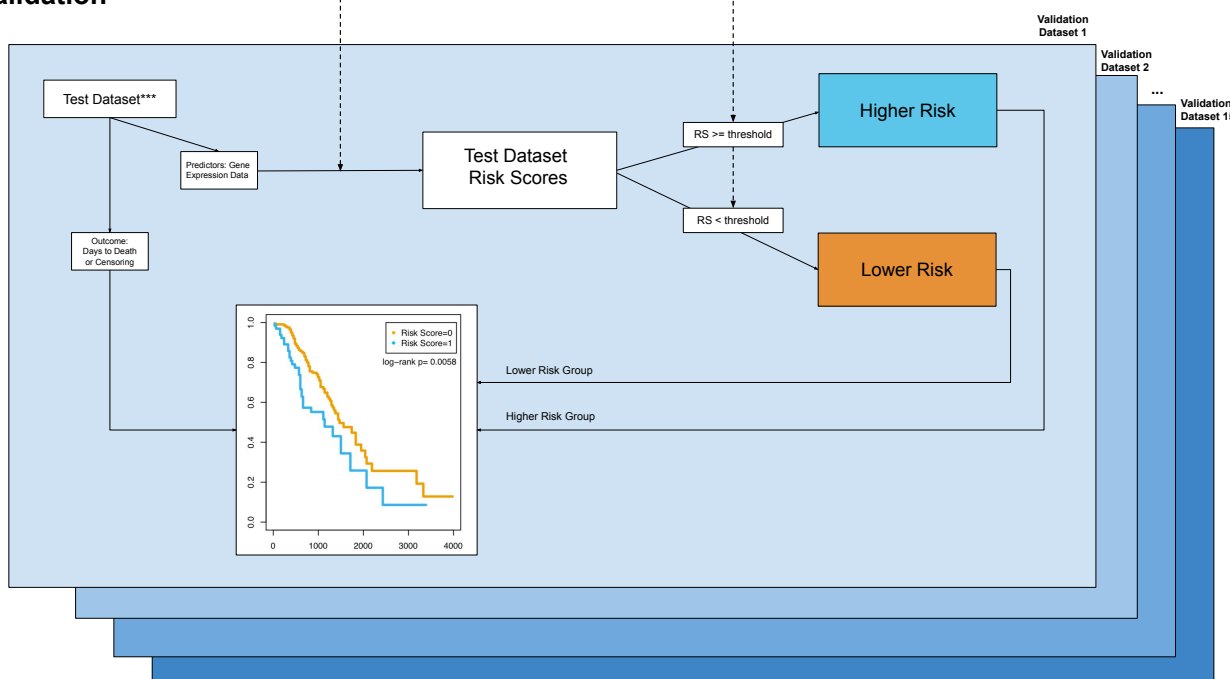 Validation
Dataset 1
Validation
Dataset 2
...
Validation
Test Dataset***
Predictors: Gene
Expression Data
Outcome:
Days to Death
or Censoring
Test Dataset
Risk Scores
RS >= threshold
RS < threshold
Higher Risk
Lower Risk
Lower Risk Group
Higher Risk Group
Risk Score=0
Risk Score=1
log−rank p= 0.0058
1.0
0.8
0.6
0.4
0.2
0.0
0 1000 2000 3000 4000